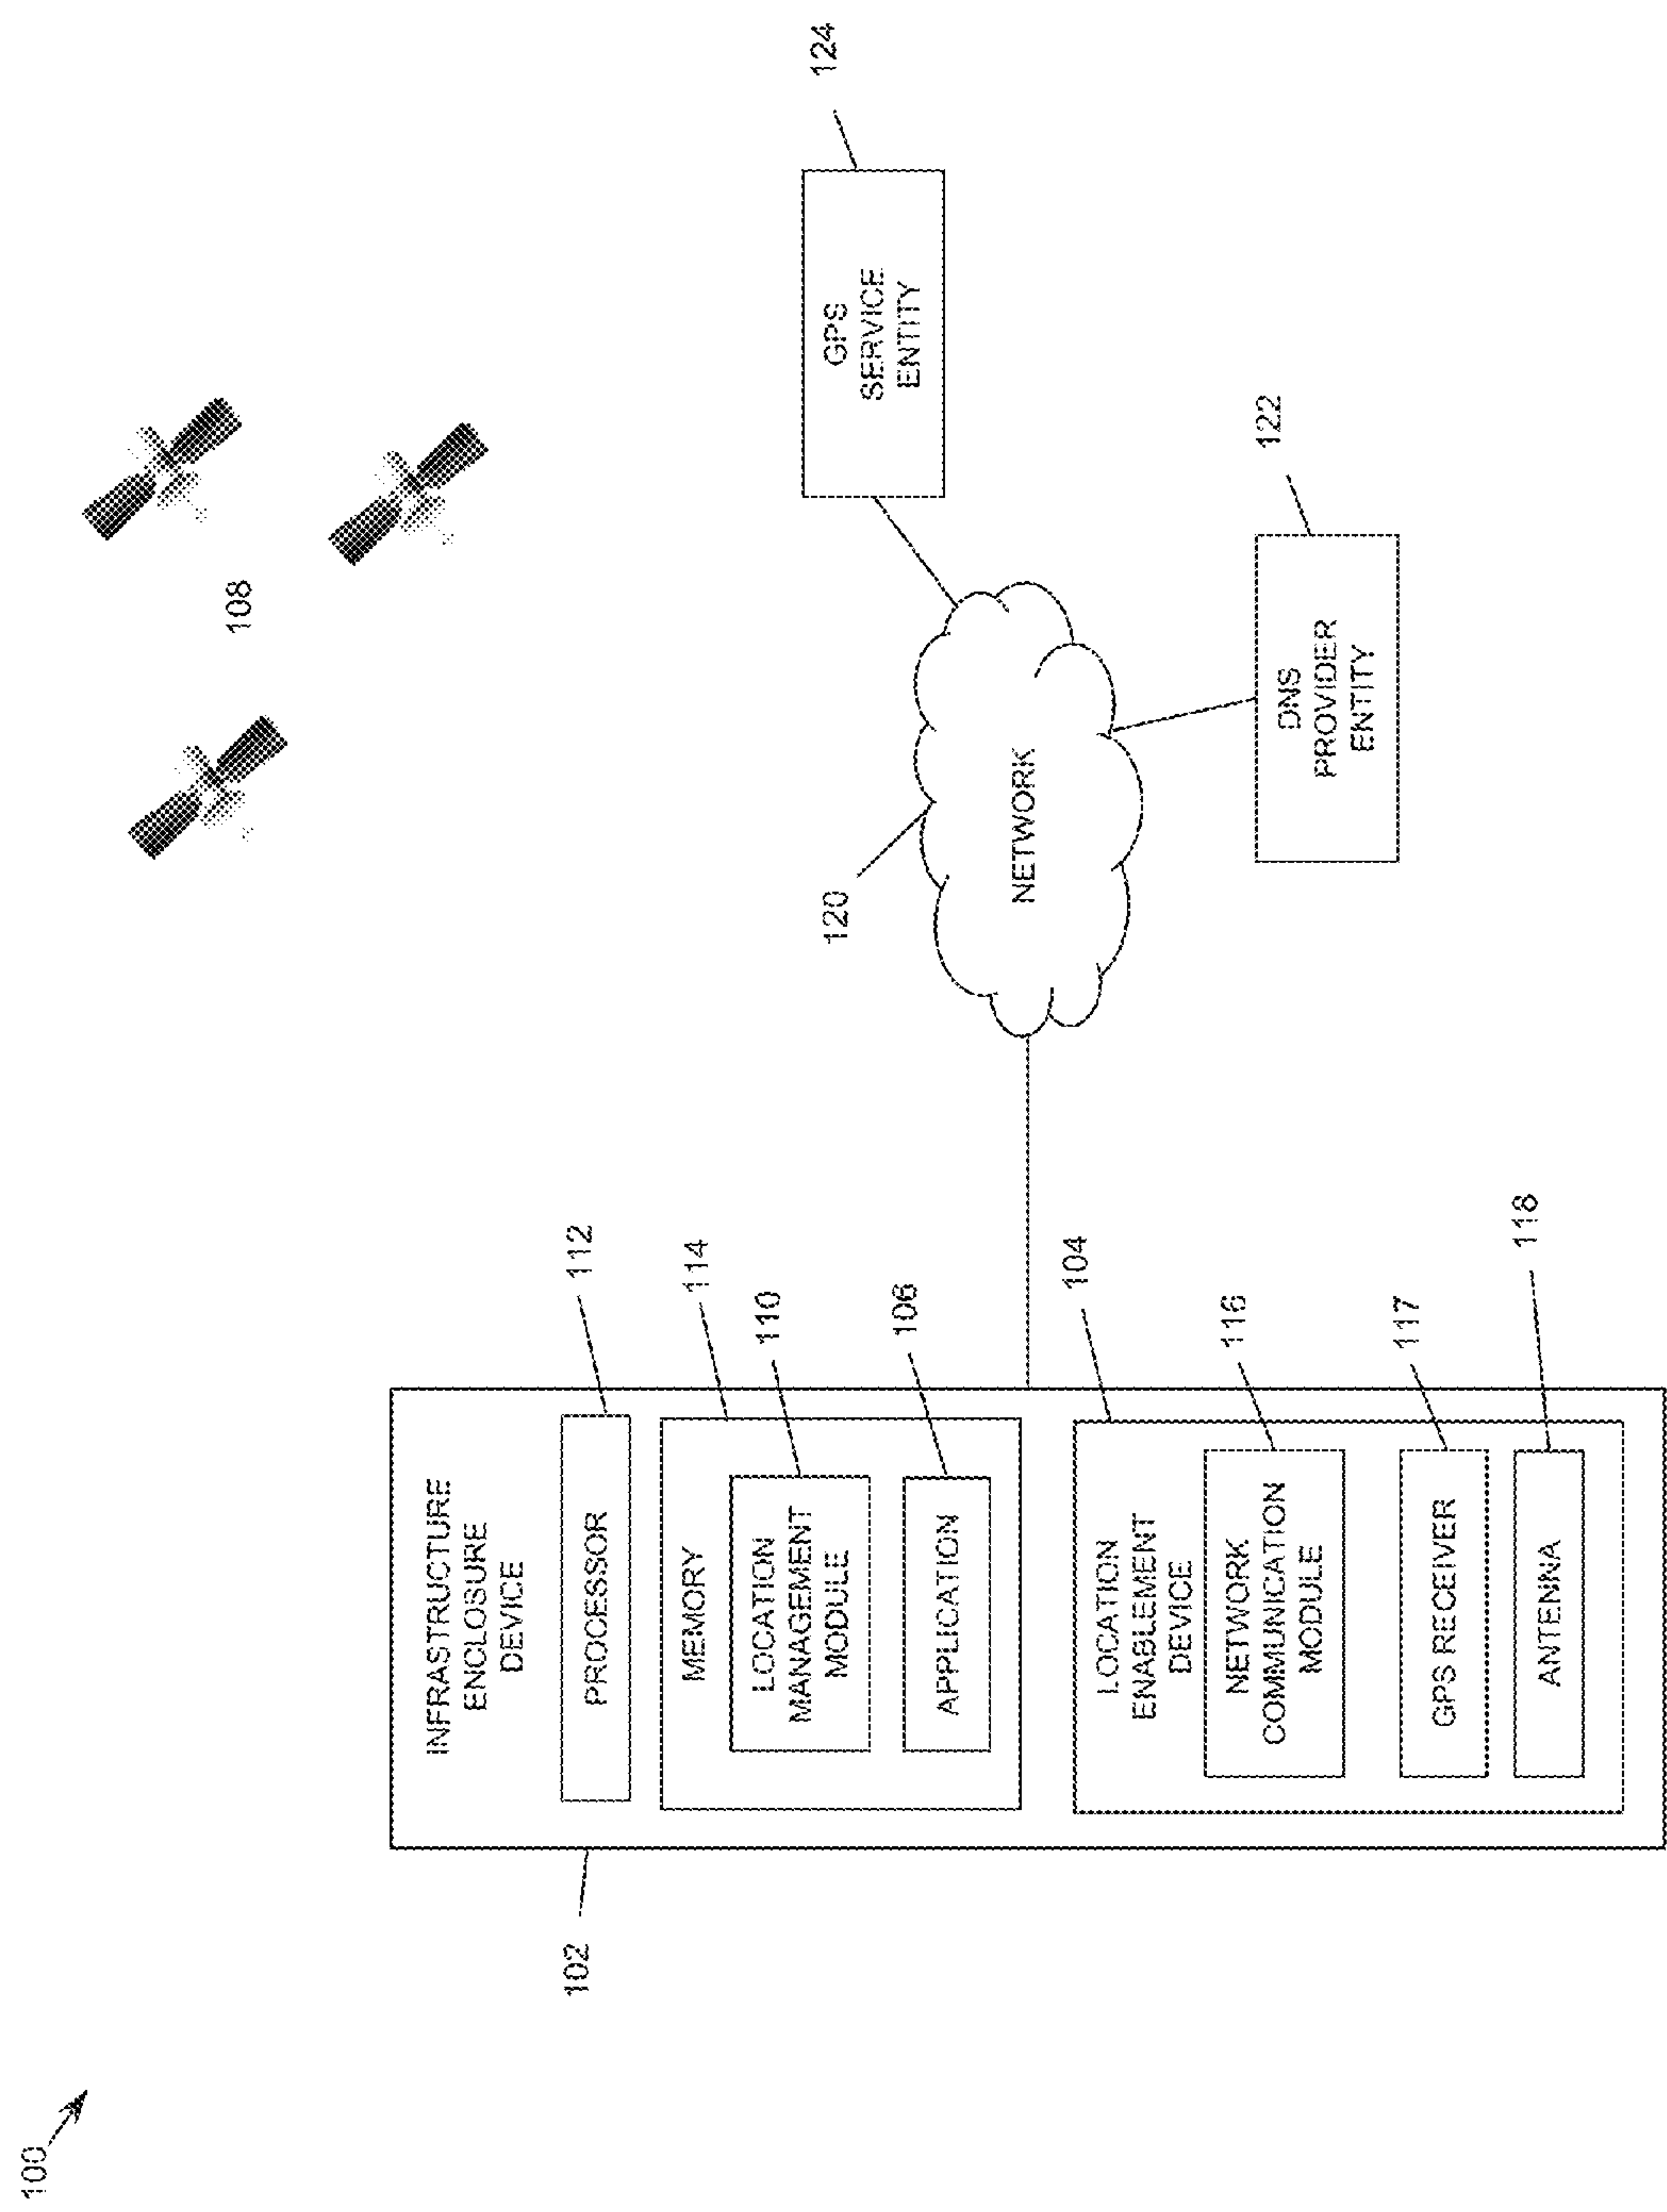 100
102
INFRASTRUCTURE
ENCLOSURE
DEVICE
PROCESSOR
112
MEMORY
114
LOCATION
MANAGEMENT
MODULE
110
APPLICATION
106
LOCATION
ENABLEMENT
DEVICE
104
NETWORK
COMMUNICATION
MODULE
116
GPS RECEIVER
117
ANTENNA
118
108
120
NETWORK
GPS
SERVICE
ENTITY
124
DNS
PROVIDER
ENTITY
122